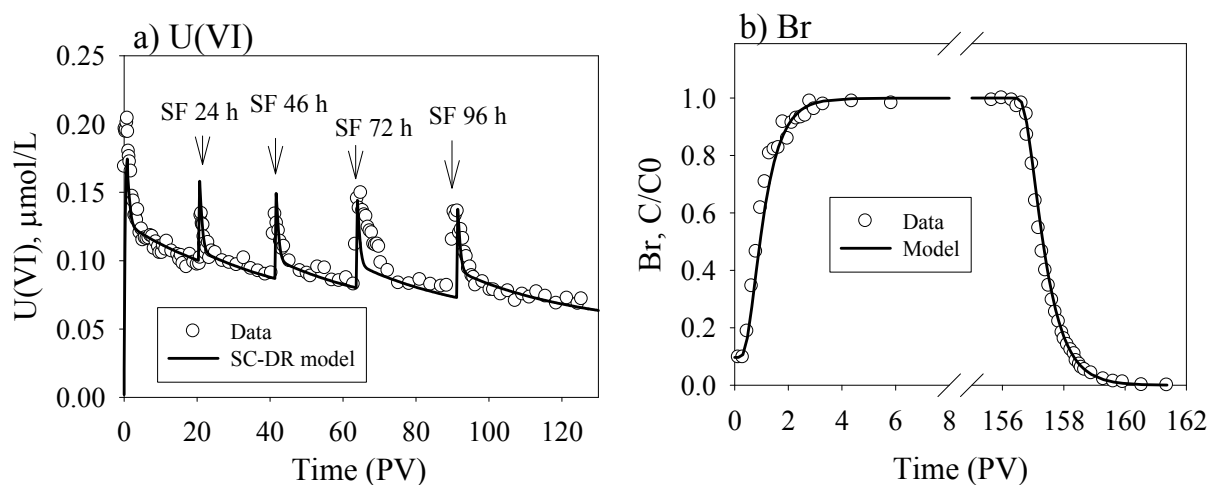 a) U(VI)
U(VI), μmol/L
0.25
0.20
0.15
0.10
0.05
0.00
SF 24 h
SF 46 h
SF 72 h
SF 96 h
Data
SC-DR model
0
20
40
60
80
100
120
Time (PV)
b) Br
Br, C/C0
1.0
0.8
0.6
0.4
0.2
0.0
Data
Model
0
2
4
6
8
156
158
160
162
Time (PV)